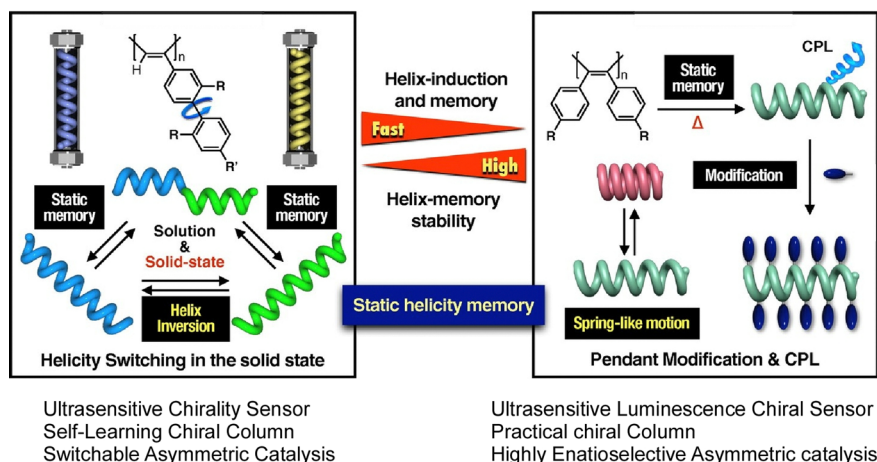 n
H
R
R
R'
Static
memory
Static
memory
Solution
&
Solid-state
Helix
Inversion
Helicity Switching in the solid state
Helix-induction
and memory
Fast
High
Helix-memory
stability
Static helicity memory
n
R
R
Static
memory
Δ
CPL
Modification
Spring-like motion
Pendant Modification & CPL
Ultrasensitive Chirality Sensor
Self-Learning Chiral Column
Switchable Asymmetric Catalysis
Ultrasensitive Luminescence Chiral Sensor
Practical chiral Column
Highly Enatioselective Asymmetric catalysis